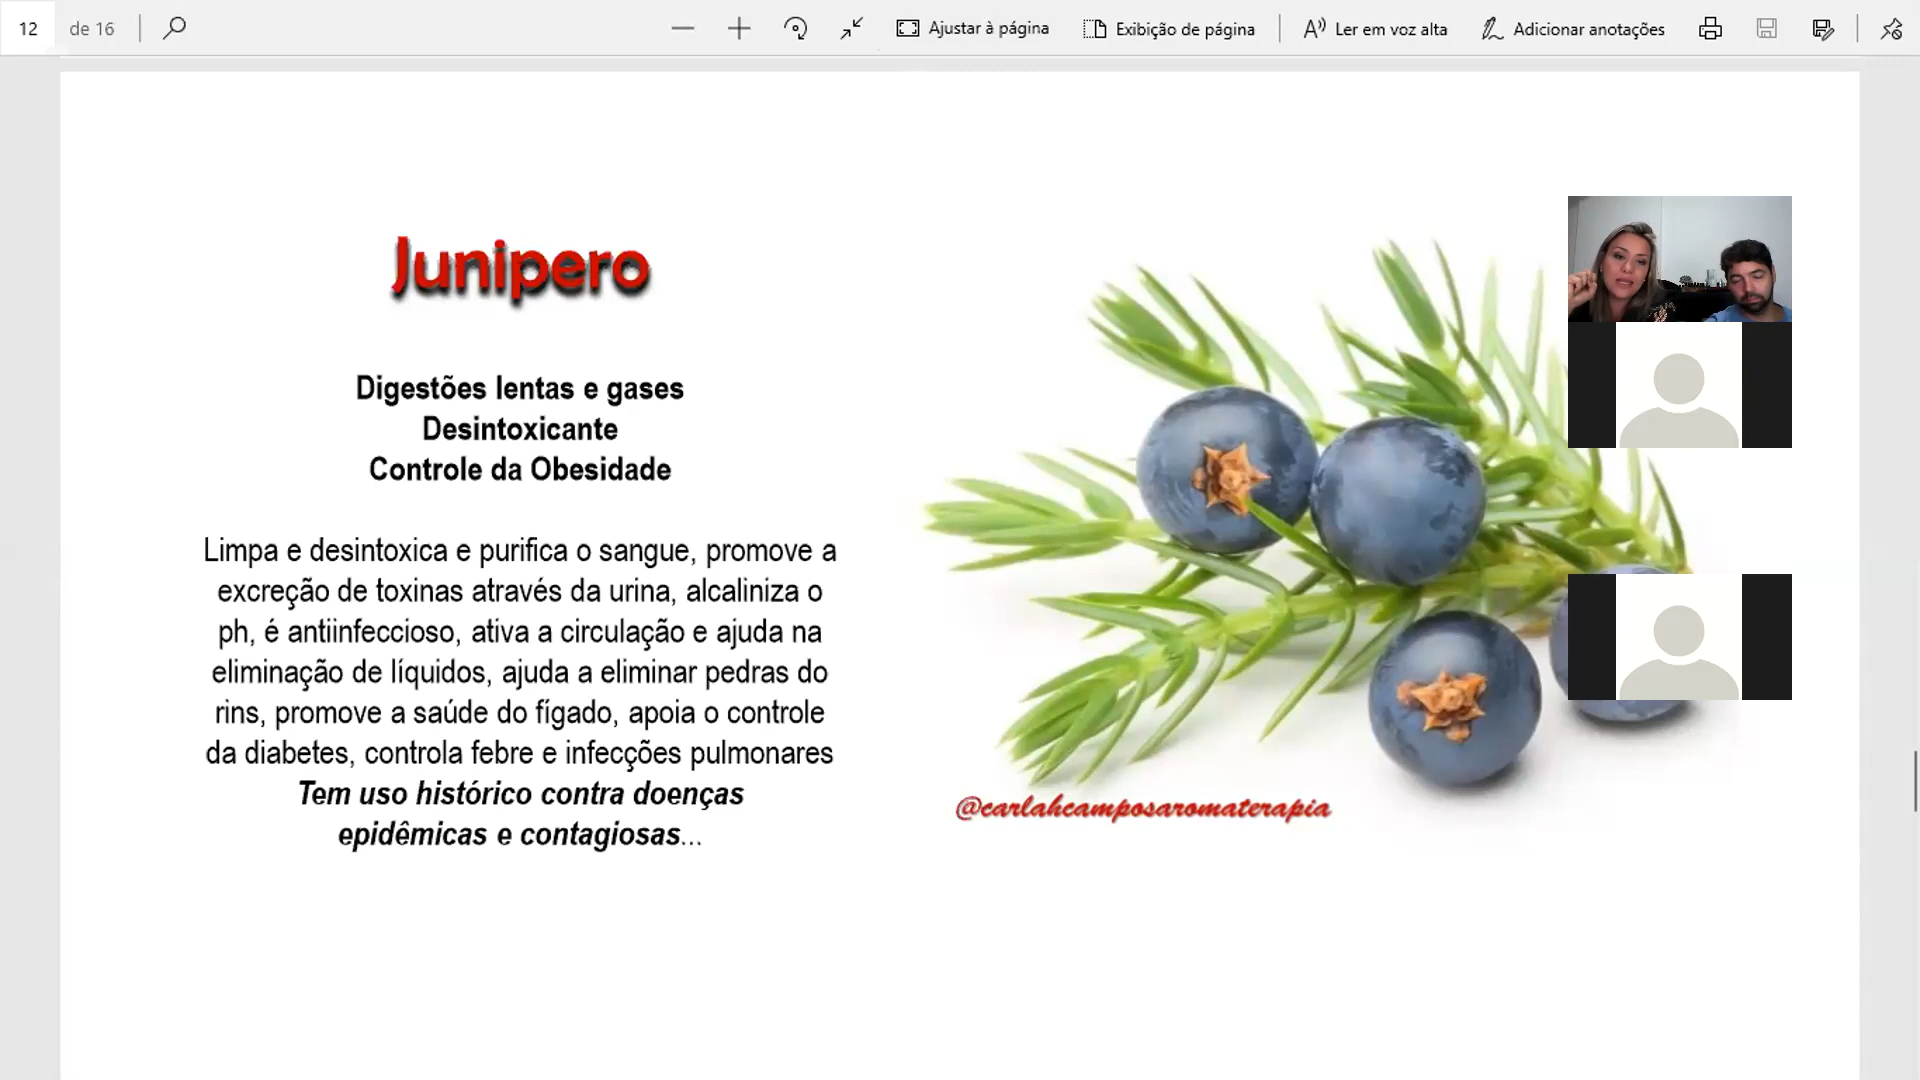 12 de 16
Ajustar à página
Exibição de página
Ler em voz alta
Adicionar anotações
Junipero
Digestões lentas e gases
Desintoxicante
Controle da Obesidade
Limpa e desintoxica e purifica o sangue, promove a
excreção de toxinas através da urina, alcaliniza o
ph, é antiinfeccioso, ativa a circulação e ajuda na
eliminação de líquidos, ajuda a eliminar pedras do
rins, promove a saúde do fígado, apoia o controle
da diabetes, controla febre e infecções pulmonares
Tem uso histórico contra doenças
epidêmicas e contagiosas...
@carlahcamposaromaterapia